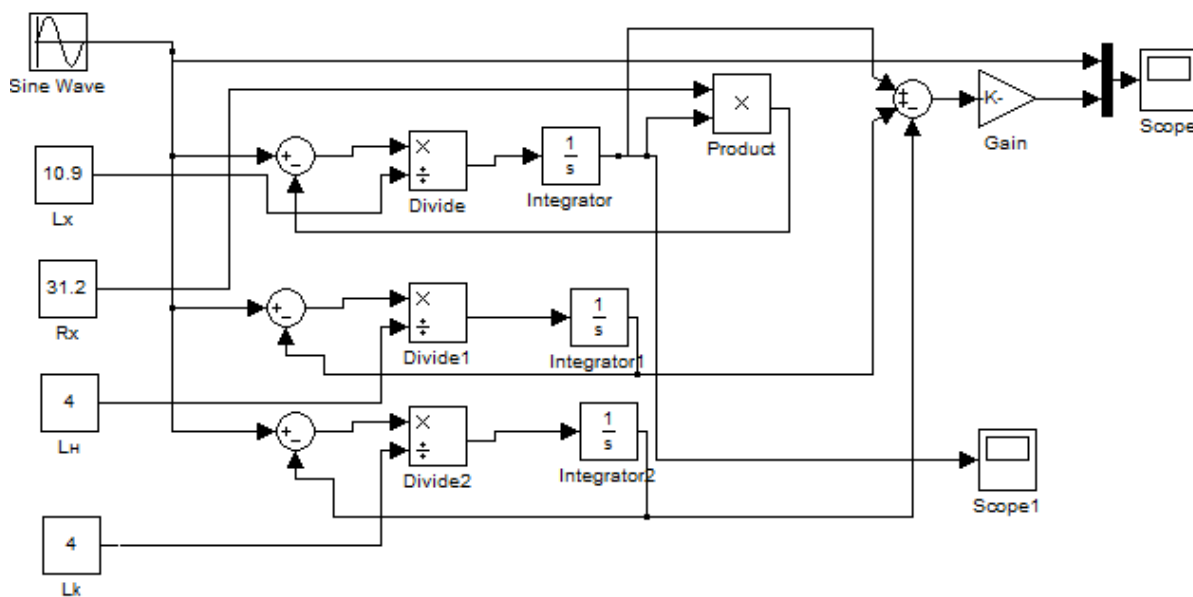 Sine Wave
10.9
Lx
31.2
Rx
4
Lн
4
Lk
+
−
×
÷
Divide
1
s
Integrator
×
Product
+
−
×
÷
Divide1
1
s
Integrator1
+
−
×
÷
Divide2
1
s
Integrator2
+
+
−
-K-
Gain
Scope
Scope1